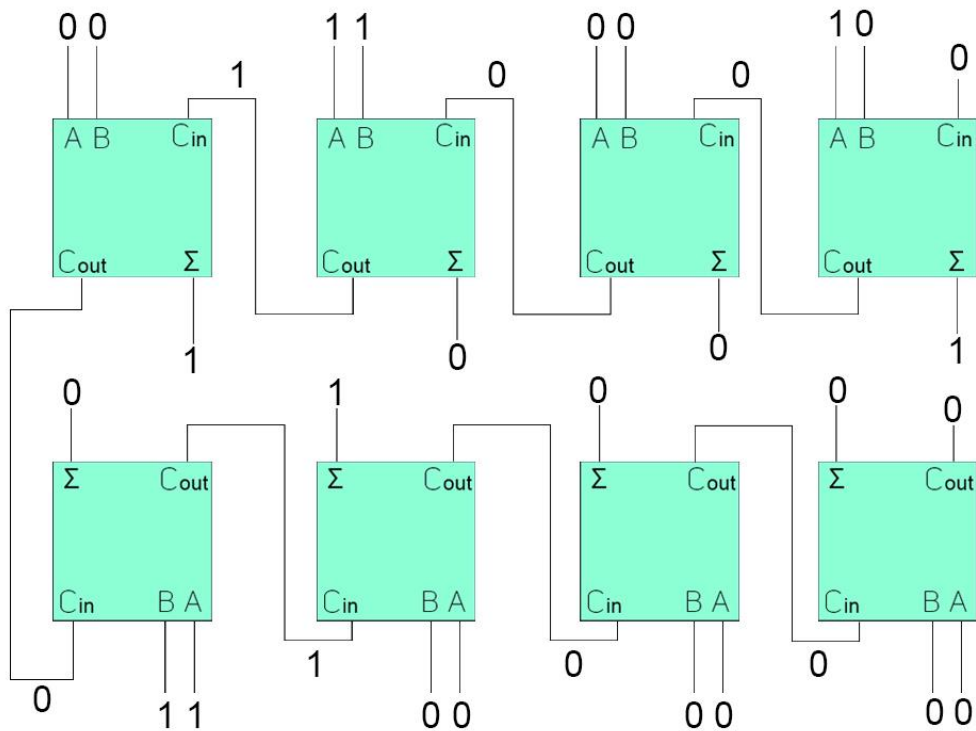 0 0 1 1 0 0 1 0
1 0 0 0
A B Cin A B Cin A B Cin A B Cin
Cout Σ Cout Σ Cout Σ Cout Σ
1 0 0 1
0 1 0 0 0
Σ Cout Σ Cout Σ Cout Σ Cout
Cin B A Cin B A Cin B A Cin B A
0 1 0 0
1 1 0 0 0 0 0 0